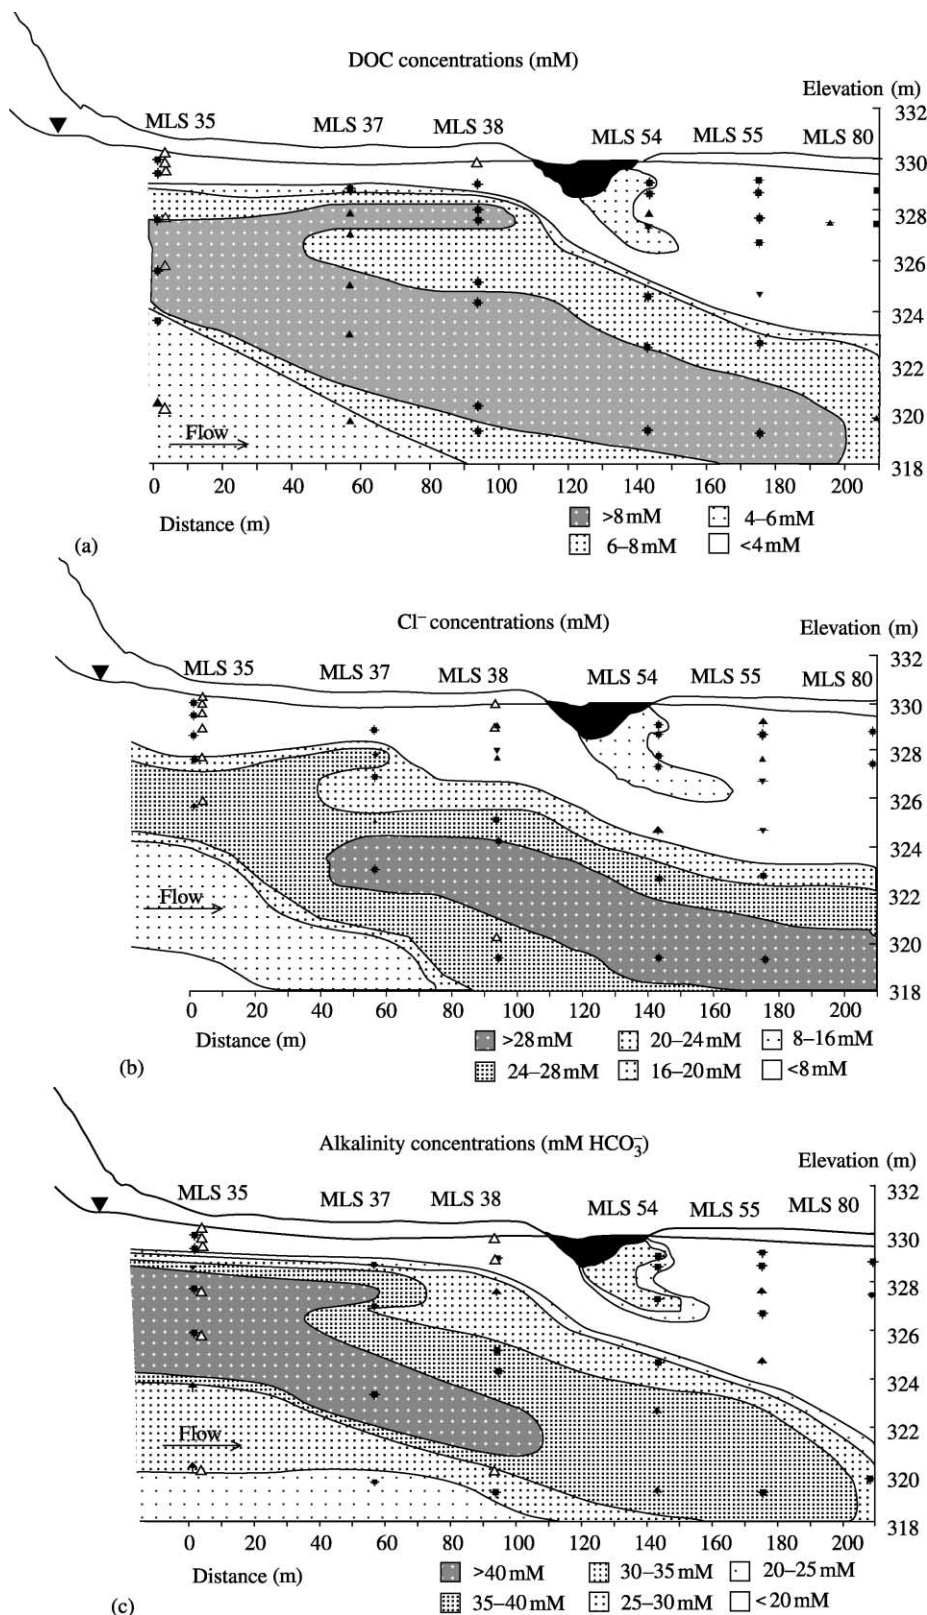 DOC concentrations (mM)
Elevation (m)
MLS 35
MLS 37
MLS 38
MLS 54
MLS 55
MLS 80
332
330
328
326
324
322
320
318
Flow
0 20 40 60 80 100 120 140 160 180 200
Distance (m)
>8 mM
4–6 mM
6–8 mM
<4 mM
(a)
Cl⁻ concentrations (mM)
Elevation (m)
MLS 35
MLS 37
MLS 38
MLS 54
MLS 55
MLS 80
332
330
328
326
324
322
320
318
Flow
0 20 40 60 80 100 120 140 160 180 200
Distance (m)
>28 mM
20–24 mM
8–16 mM
24–28 mM
16–20 mM
<8 mM
(b)
Alkalinity concentrations (mM HCO₃⁻)
Elevation (m)
MLS 35
MLS 37
MLS 38
MLS 54
MLS 55
MLS 80
332
330
328
326
324
322
320
318
Flow
0 20 40 60 80 100 120 140 160 180 200
Distance (m)
>40 mM
30–35 mM
20–25 mM
35–40 mM
25–30 mM
<20 mM
(c)